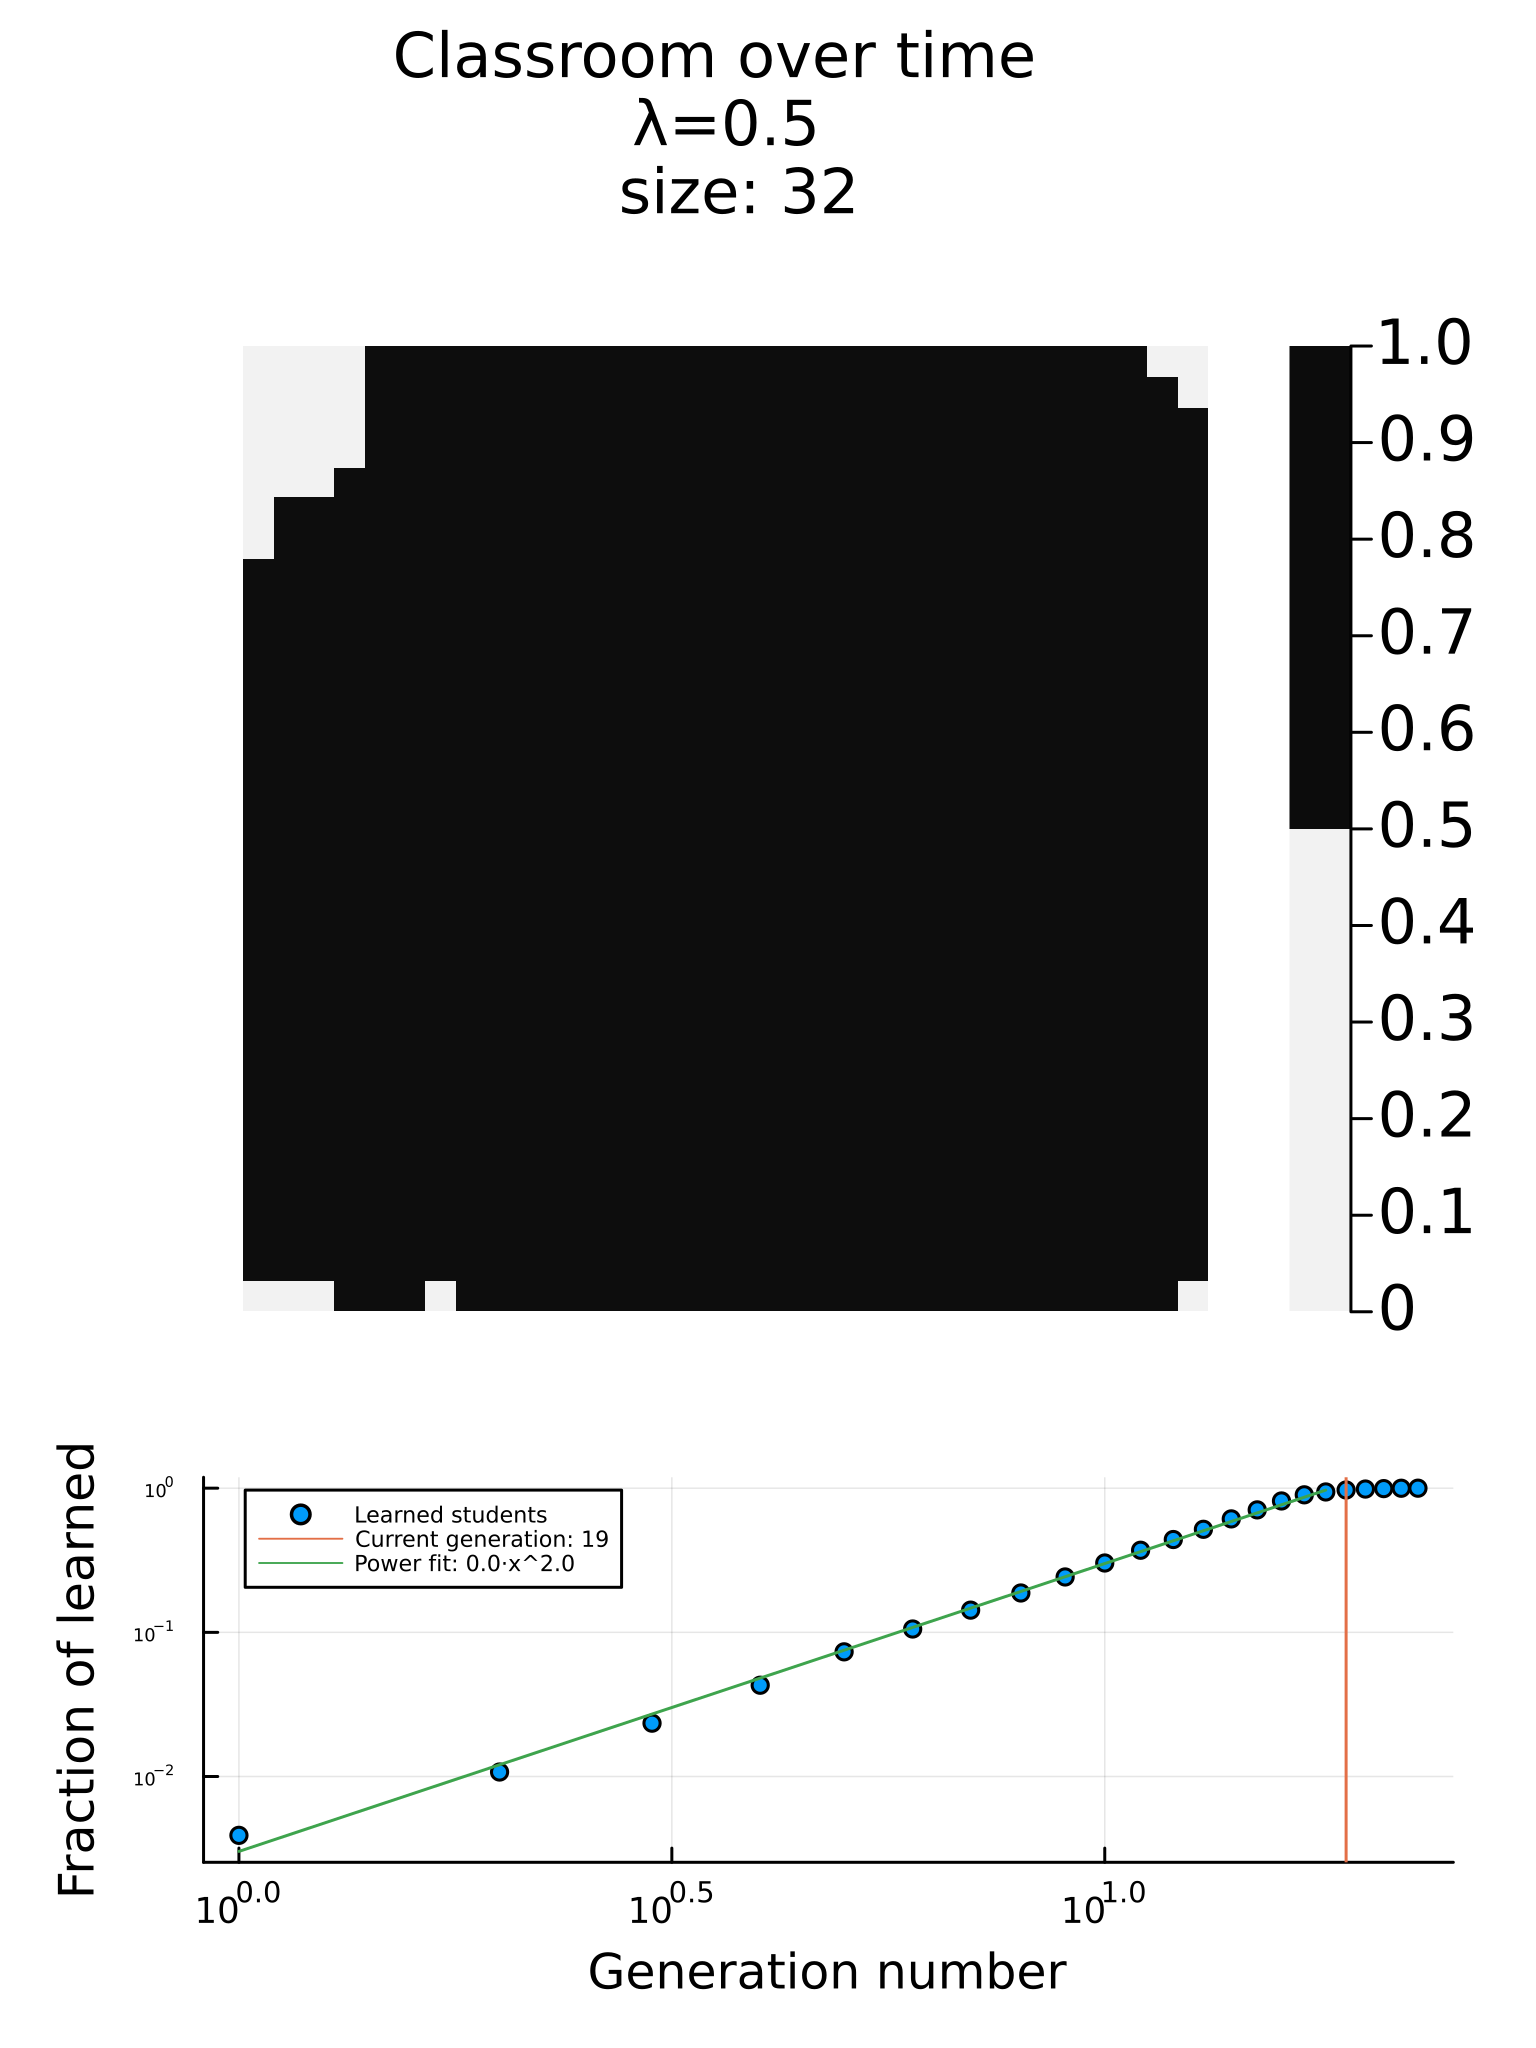 Classroom over time
λ=0.5
size: 32
1.0
0.9
0.8
0.7
0.6
0.5
0.4
0.3
0.2
0.1
0
Fraction of learned
10^0
10^−1
10^−2
Learned students
Current generation: 19
Power fit: 0.0·x^2.0
10^0.0 10^0.5 10^1.0
Generation number